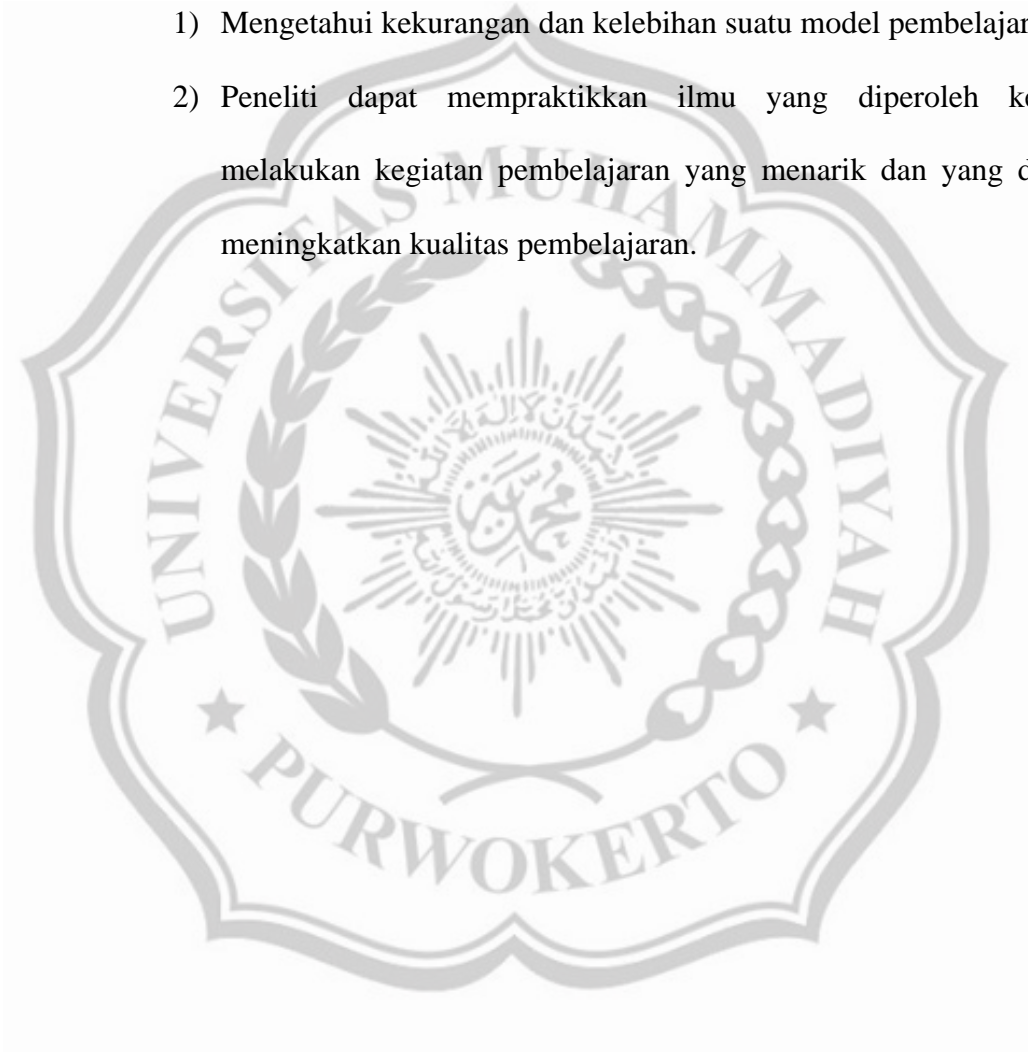 1) Mengetahui kekurangan dan kelebihan suatu model
2) Peneliti dapat mempraktikkan ilmu yang diperoleh
melakukan kegiatan pembelajaran yang menarik dan yang
meningkatkan kualitas pembelajaran.
UNIVERSITAS MUHAMMADIYAH
PURWOKERTO